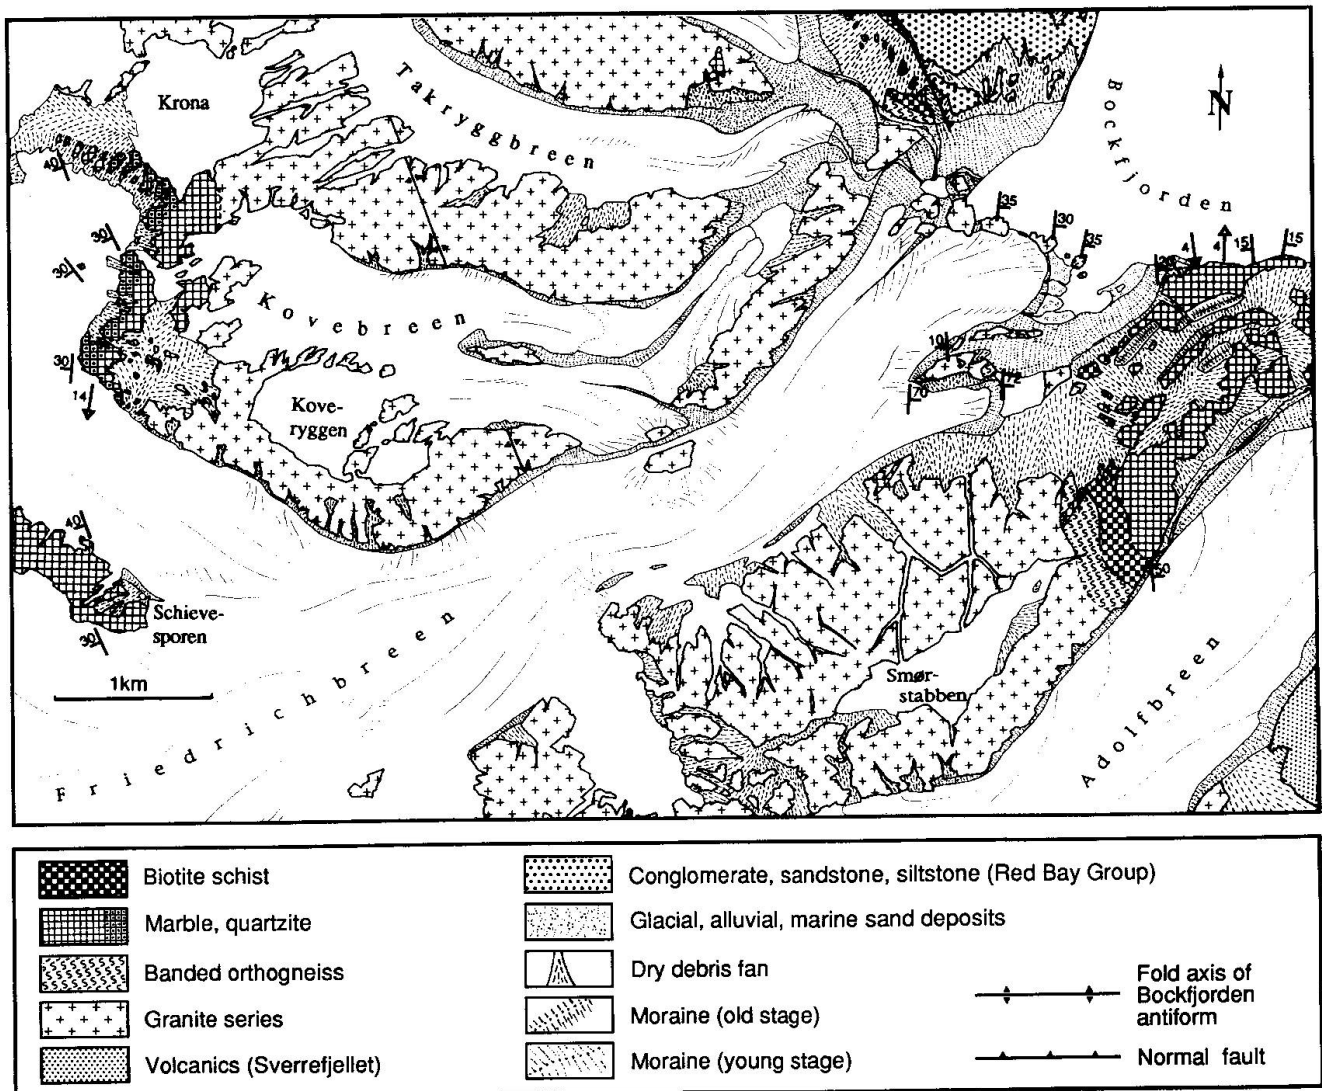 Krona
Takryggbreen
Bockfjorden
N
40
35
30
25
4
4
15
15
20
30
30
Kovebreen
10
30
14
70
72
Kove-
ryggen
40
50
Schieve-
sporen
30
1km
Friedrichbreen
Smør-
stabben
Adolfbreen
Biotite schist
Marble, quartzite
Banded orthogneiss
Granite series
Volcanics (Sverrefjellet)
Conglomerate, sandstone, siltstone (Red Bay Group)
Glacial, alluvial, marine sand deposits
Dry debris fan
Moraine (old stage)
Moraine (young stage)
Fold axis of
Bockfjorden
antiform
Normal fault